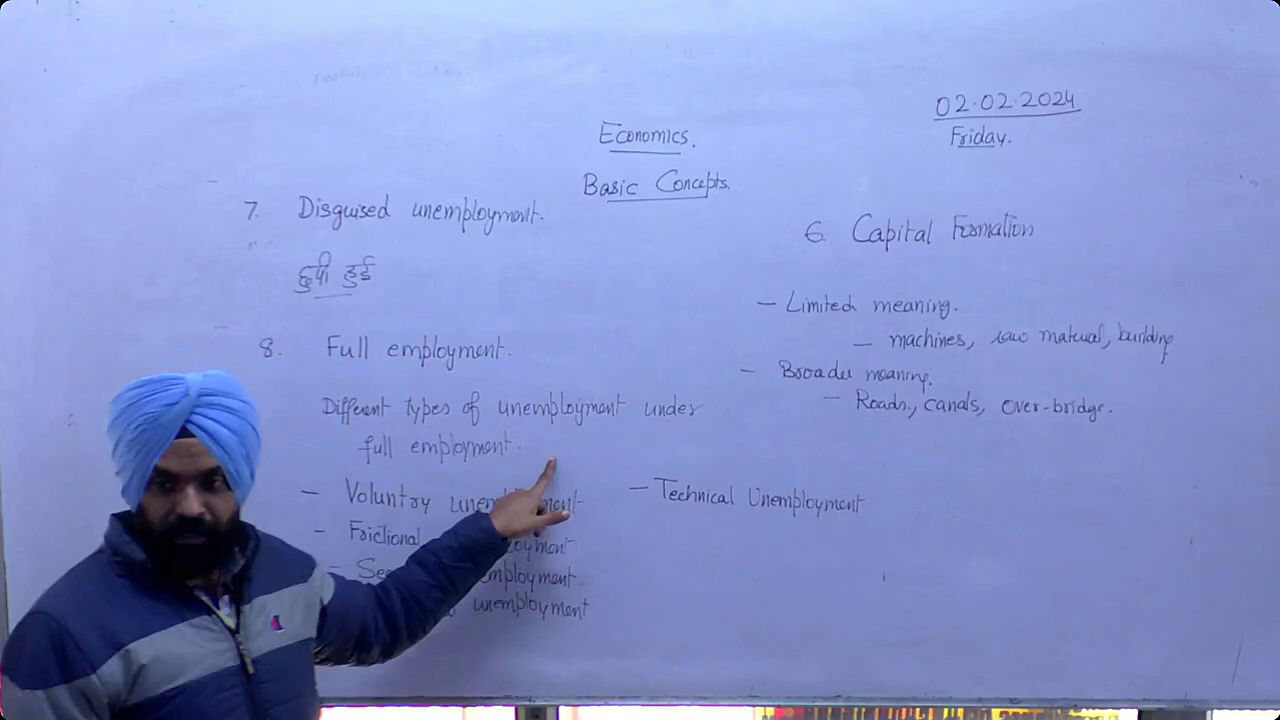 02.02.2024
Friday.
Economics.
Basic Concepts.
7. Disguised unemployment.
छुपी हुई
8. Full employment.
Different types of unemployment under
full employment.
- Voluntry
- Frictional
unemployment
- Technical Unemployment
6. Capital Formation
- Limited meaning.
- machines, raw material, building
- Broader meaning.
- Roads, canals, over-bridge.